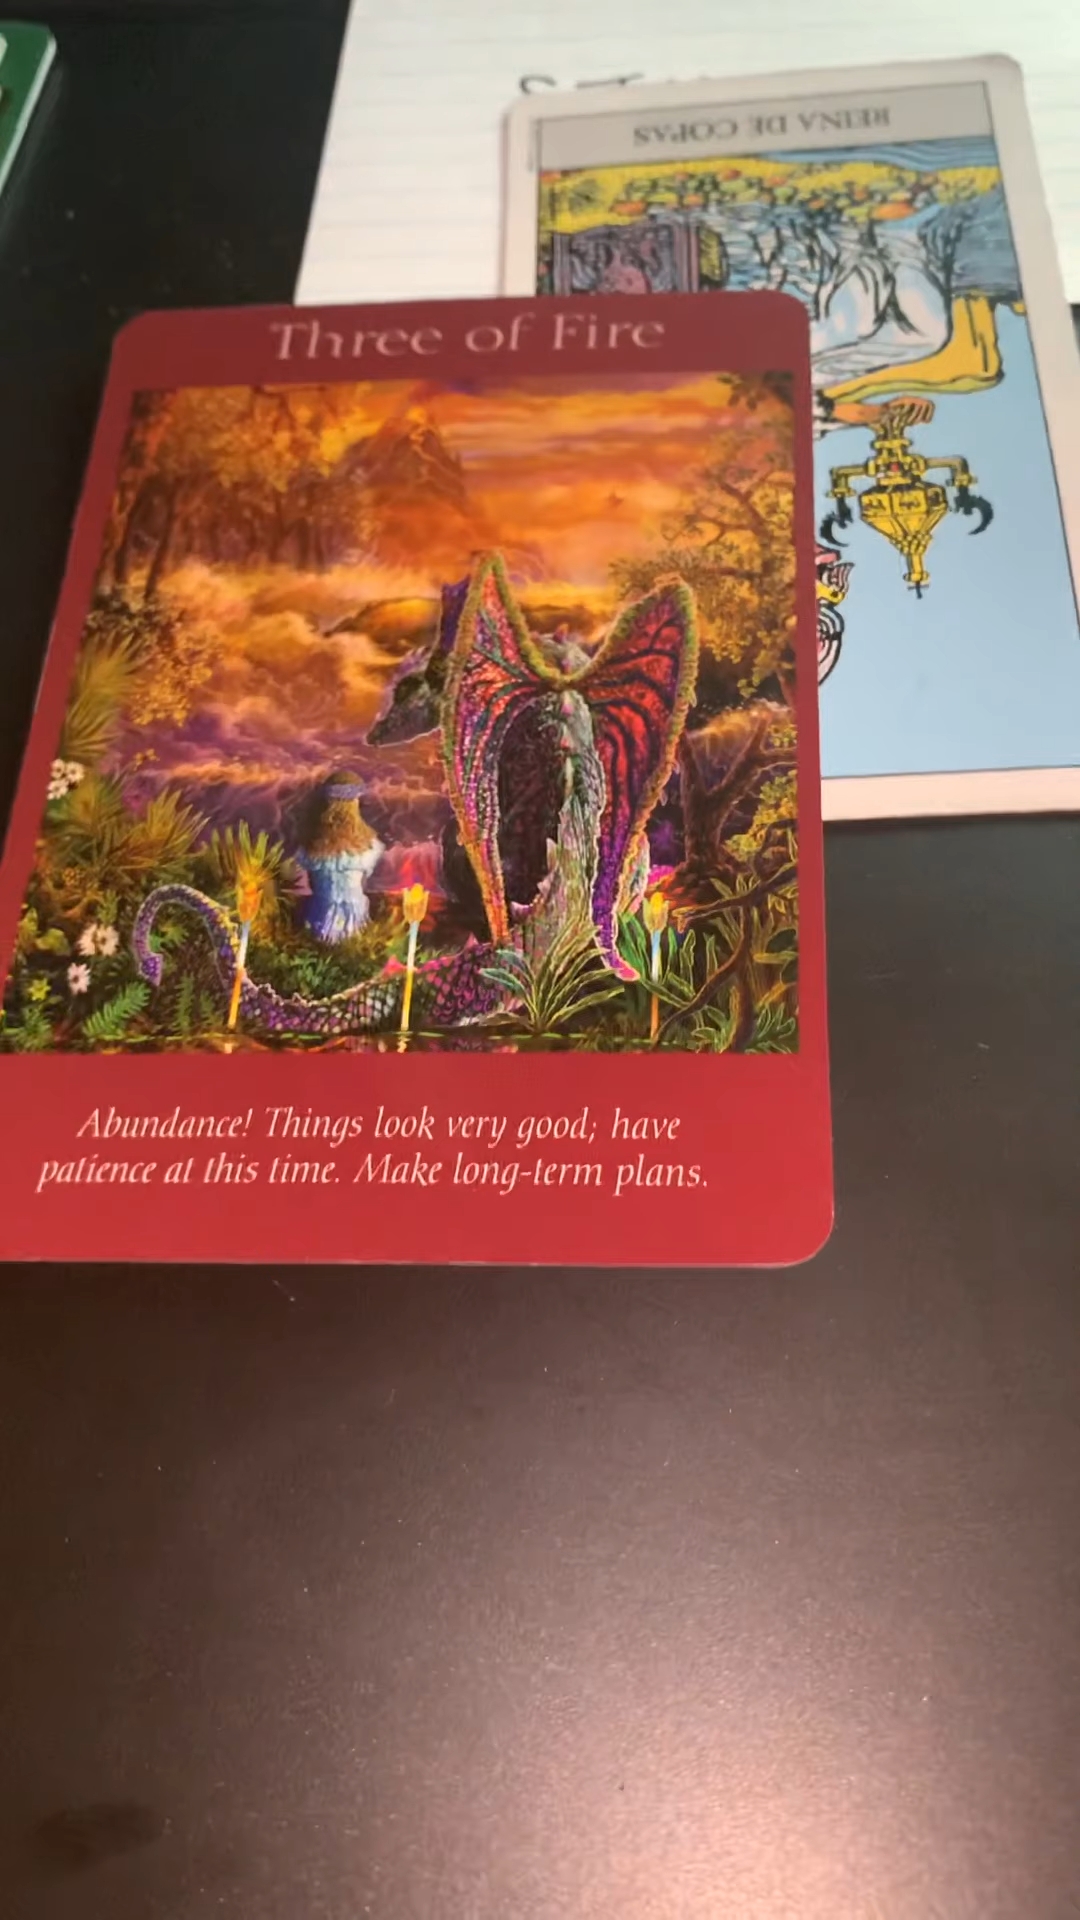 REINA DE COPAS
Three of Fire
Abundance! Things look very good; have
patience at this time. Make long-term plans.